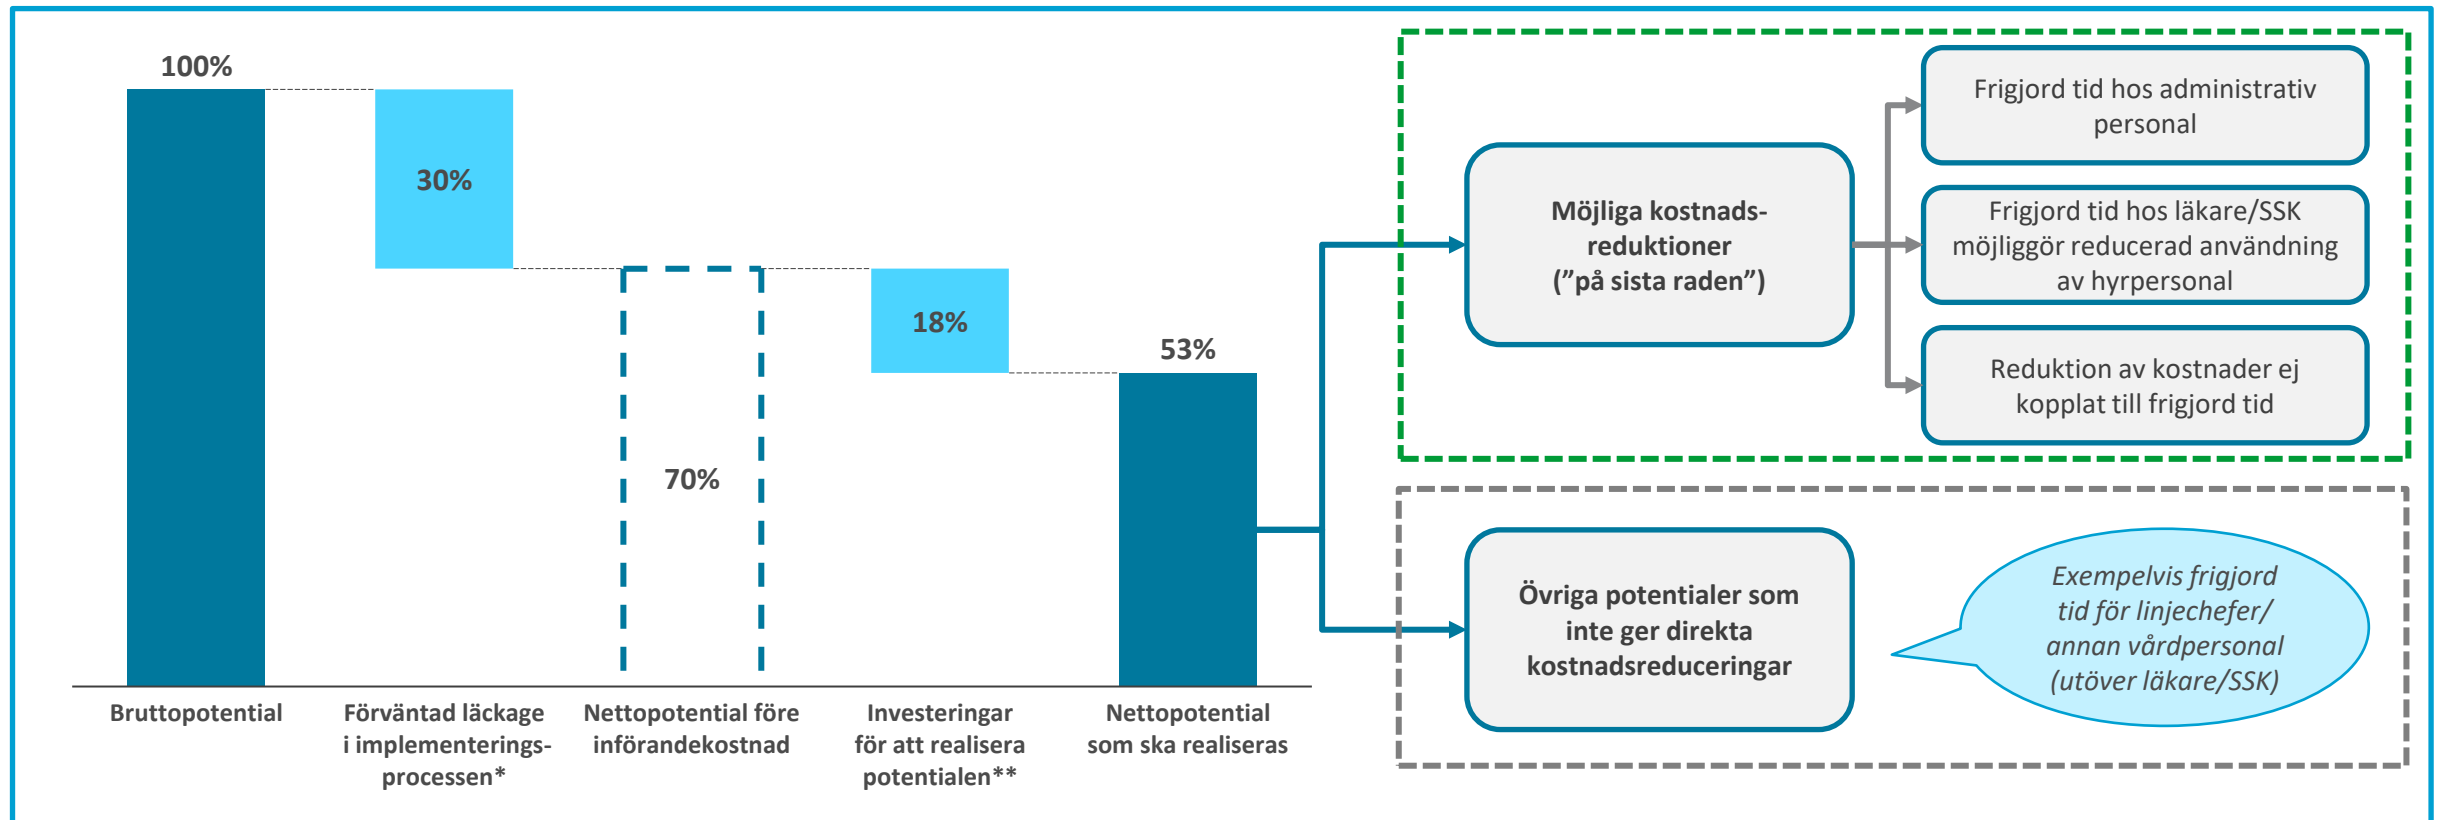 100%
30%
70%
18%
53%
Bruttopotential
Förväntad läckage
i implementerings-
processen*
Nettopotential före
införandekostnad
Investeringar
för att realisera
potentialen**
Nettopotential
som ska realiseras
Möjliga kostnads-
reduktioner
(”på sista raden”)
Frigjord tid hos administrativ
personal
Frigjord tid hos läkare/SSK
möjliggör reducerad användning
av hyrpersonal
Reduktion av kostnader ej
kopplat till frigjord tid
Övriga potentialer som
inte ger direkta
kostnadsreduceringar
Exempelvis frigjord
tid för linjechefer/
annan vårdpersonal
(utöver läkare/SSK)